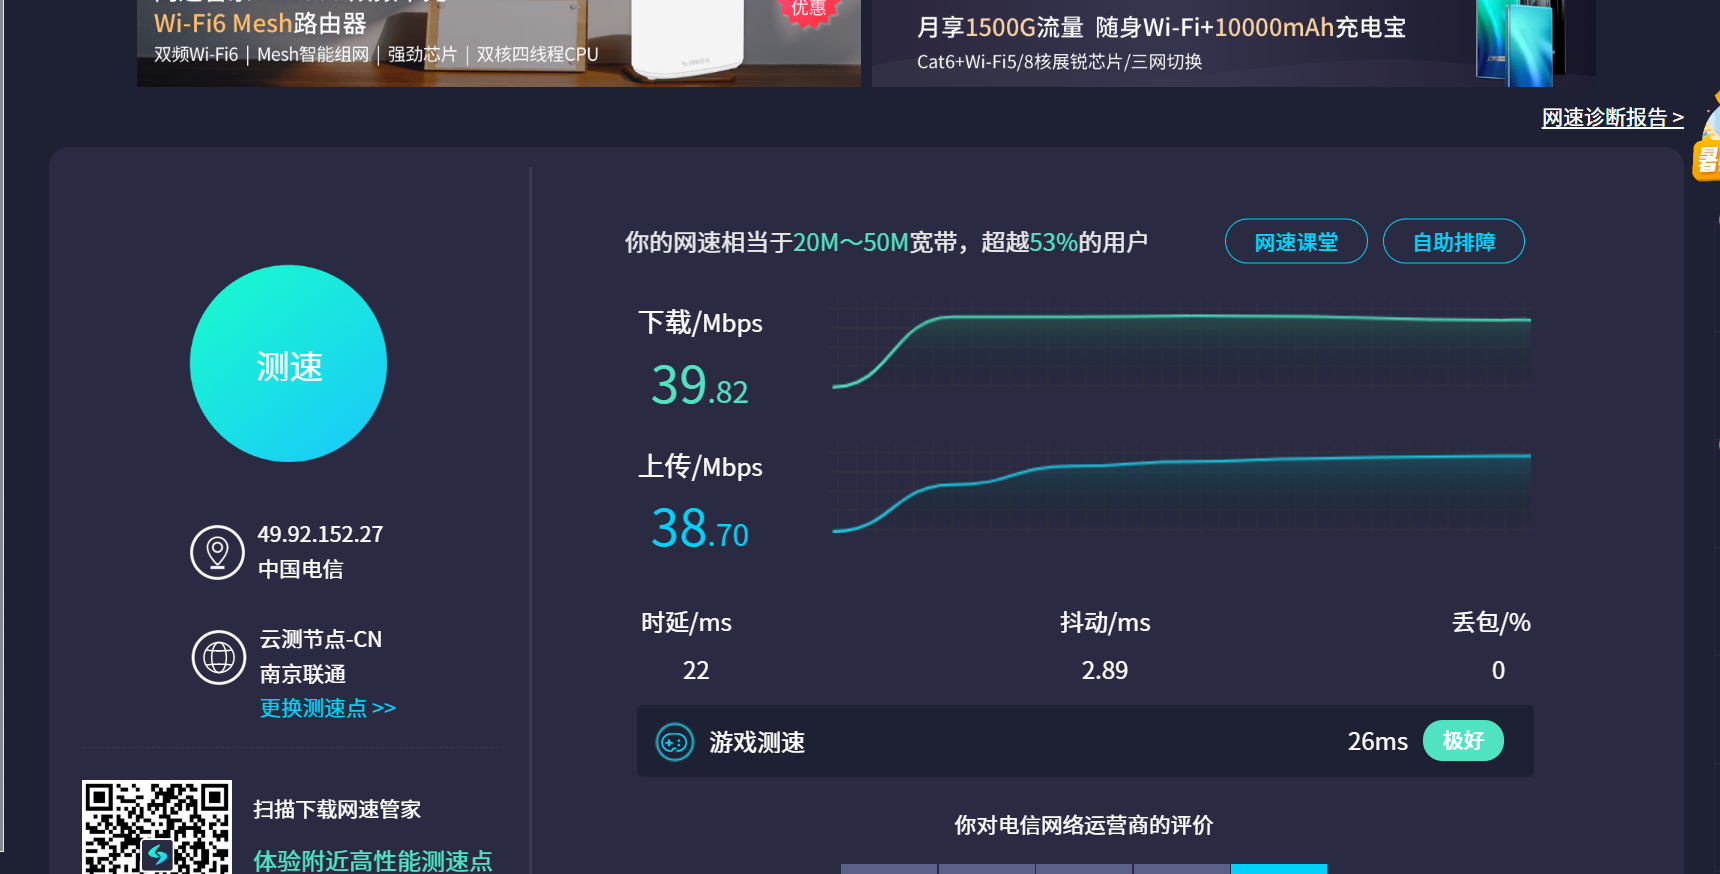 Wi-Fi6 Mesh路由器
双频Wi-Fi6 | Mesh智能组网 | 强劲芯片 | 双核四线程CPU
优惠
月享1500G流量 随身Wi-Fi+10000mAh充电宝
Cat6+Wi-Fi5/8核展锐芯片/三网切换
网速诊断报告 >
你的网速相当于20M～50M宽带，超越53%的用户
网速课堂
自助排障
测速
下载/Mbps
39.82
上传/Mbps
38.70
49.92.152.27
中国电信
云测节点-CN
南京联通
更换测速点 >>
时延/ms
抖动/ms
丢包/%
22
2.89
0
游戏测速
26ms
极好
扫描下载网速管家
体验附近高性能测速点
你对电信网络运营商的评价